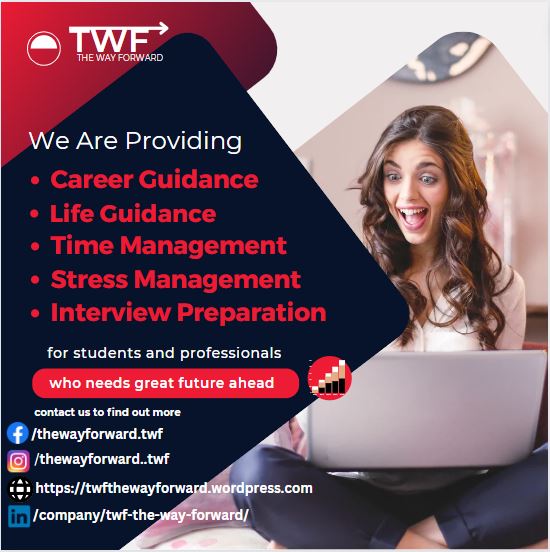 TWF
THE WAY FORWARD
We Are Providing
• Career Guidance
• Life Guidance
• Time Management
• Stress Management
• Interview Preparation
for students and professionals
who needs great future ahead
contact us to find out more
/thewayforward.twf
/thewayforward..twf
https://twfthewayforward.wordpress.com
in /company/twf-the-way-forward/